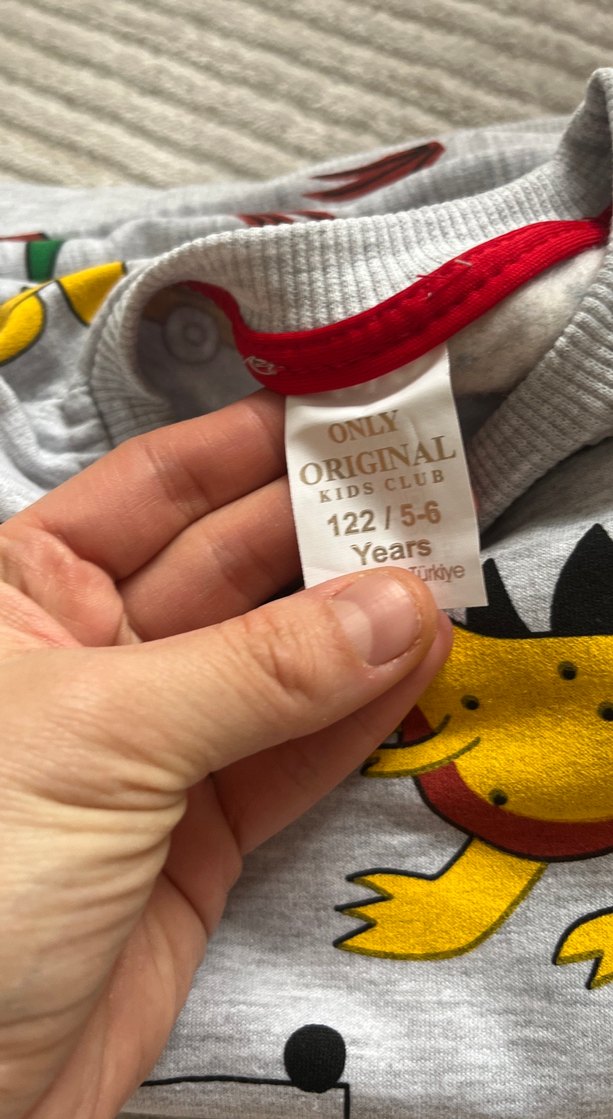 ONLY
ORIGINAL
KIDS CLUB
122 / 5-6
Years
Türkiye